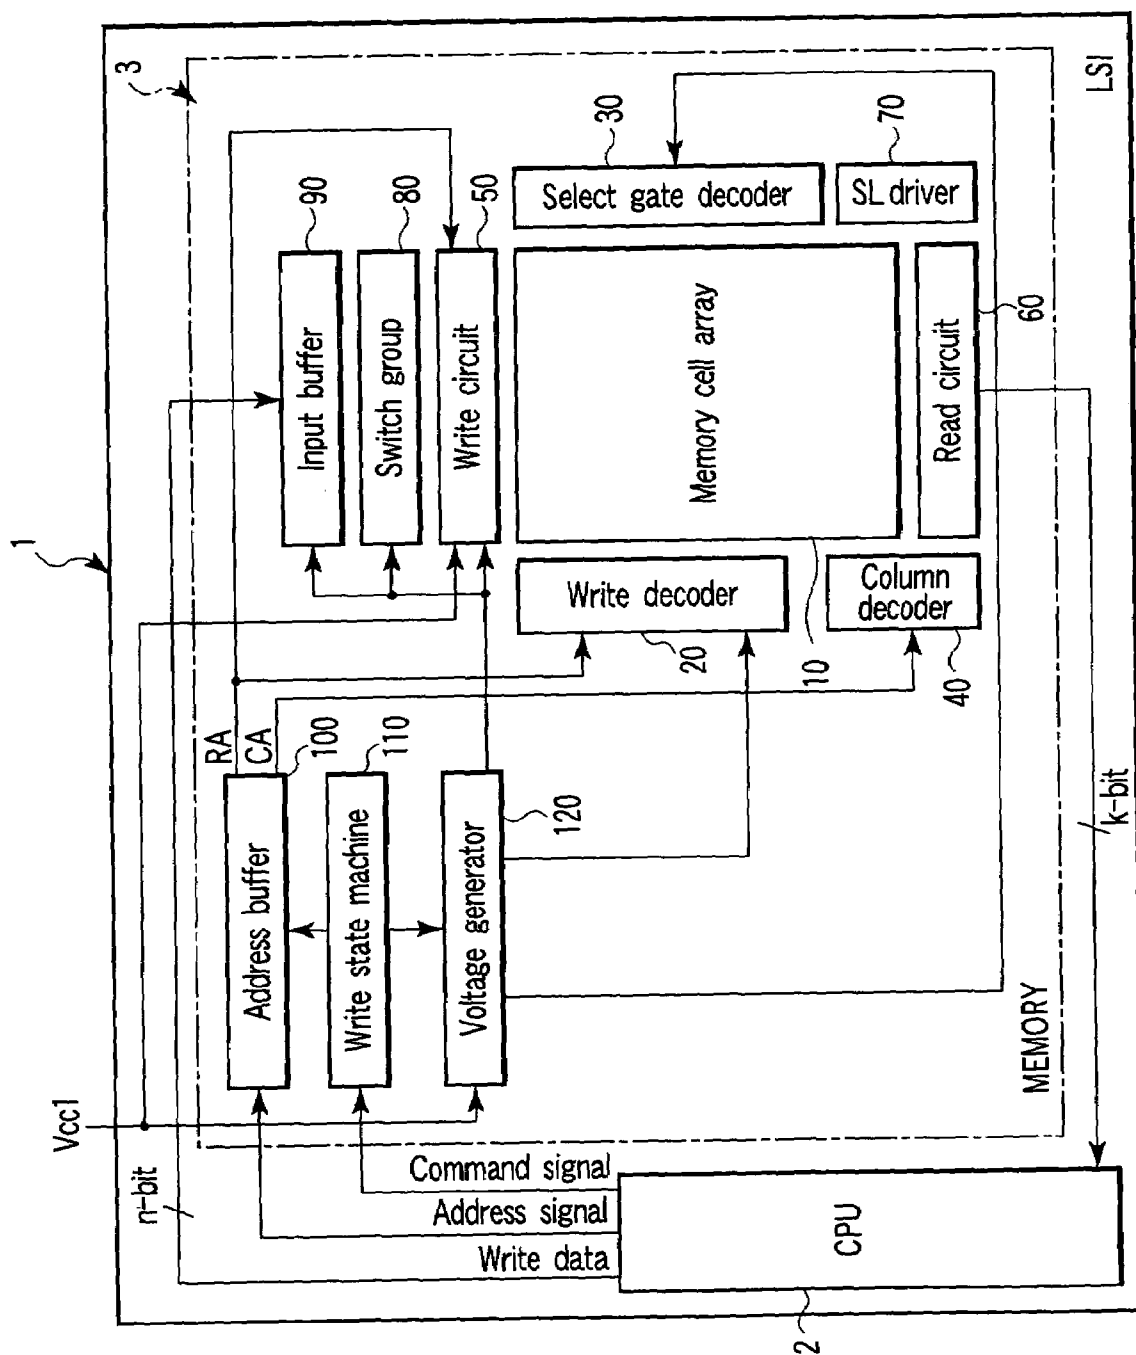 1
Vcc1
n-bit
3
RA
CA
Address buffer
100
Write state machine
110
Voltage generator
120
Input buffer
90
Switch group
80
Write circuit
50
Write decoder
20
Memory cell array
10
Select gate decoder
30
SL driver
70
Column
decoder
40
Read circuit
60
Command signal
Address signal
Write data
CPU
2
k-bit
MEMORY
LSI